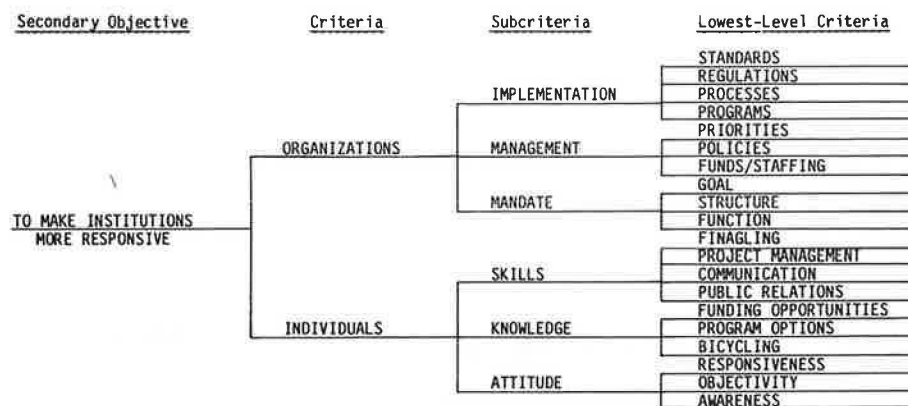 Secondary Objective Criteria Subcriteria Lowest-Level Criteria
STANDARDS
REGULATIONS
IMPLEMENTATION PROCESSES
PROGRAMS
PRIORITIES
ORGANIZATIONS MANAGEMENT POLICIES
FUNDS/STAFFING
GOAL
MANDATE STRUCTURE
TO MAKE INSTITUTIONS FUNCTION
MORE RESPONSIVE FINAGLING
PROJECT MANAGEMENT
SKILLS COMMUNICATION
PUBLIC RELATIONS
FUNDING OPPORTUNITIES
INDIVIDUALS KNOWLEDGE PROGRAM OPTIONS
BICYCLING
RESPONSIVENESS
ATTITUDE OBJECTIVITY
AWARENESS